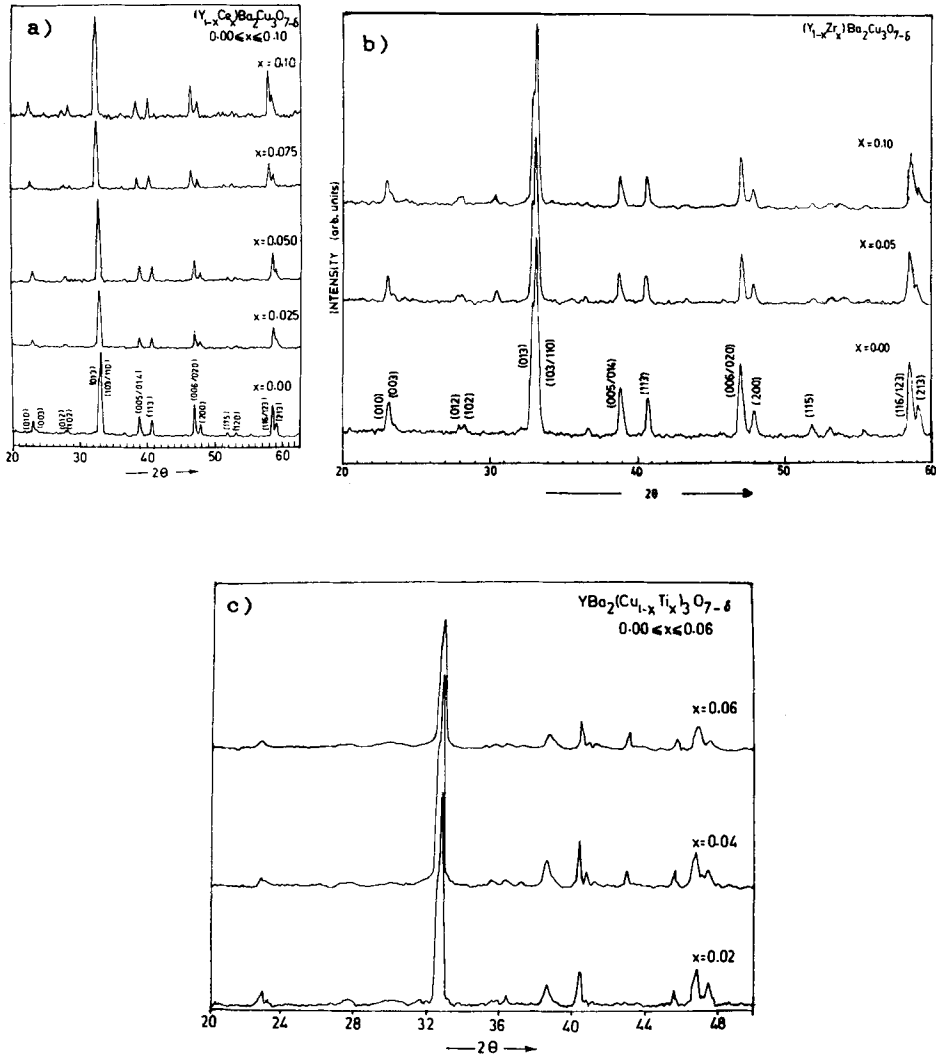 a)
(Y₁₋ₓCeₓ)Ba₂Cu₃O₇₋δ
0.00≤x≤0.10
x=0.10
x=0.075
x=0.050
x=0.025
x=0.00
(010)
(003)
(012)
(102)
(013)
(103/110)
(005/014)
(113)
(006/020)
(200)
(115)
(120)
(116/123)
(213)
20 30 40 50 60
2θ
b)
(Y₁₋ₓZrₓ)Ba₂Cu₃O₇₋δ
INTENSITY (arb. units)
X=0.10
X=0.05
X=0.00
(010)
(003)
(012)
(102)
(013)
(103/110)
(005/014)
(113)
(006/020)
(200)
(115)
(116/123)
(213)
20 30 40 50 60
2θ
c)
YBa₂(Cu₁₋ₓTiₓ)₃O₇₋δ
0.00≤x≤0.06
x=0.06
x=0.04
x=0.02
20 24 28 32 36 40 44 48
2θ